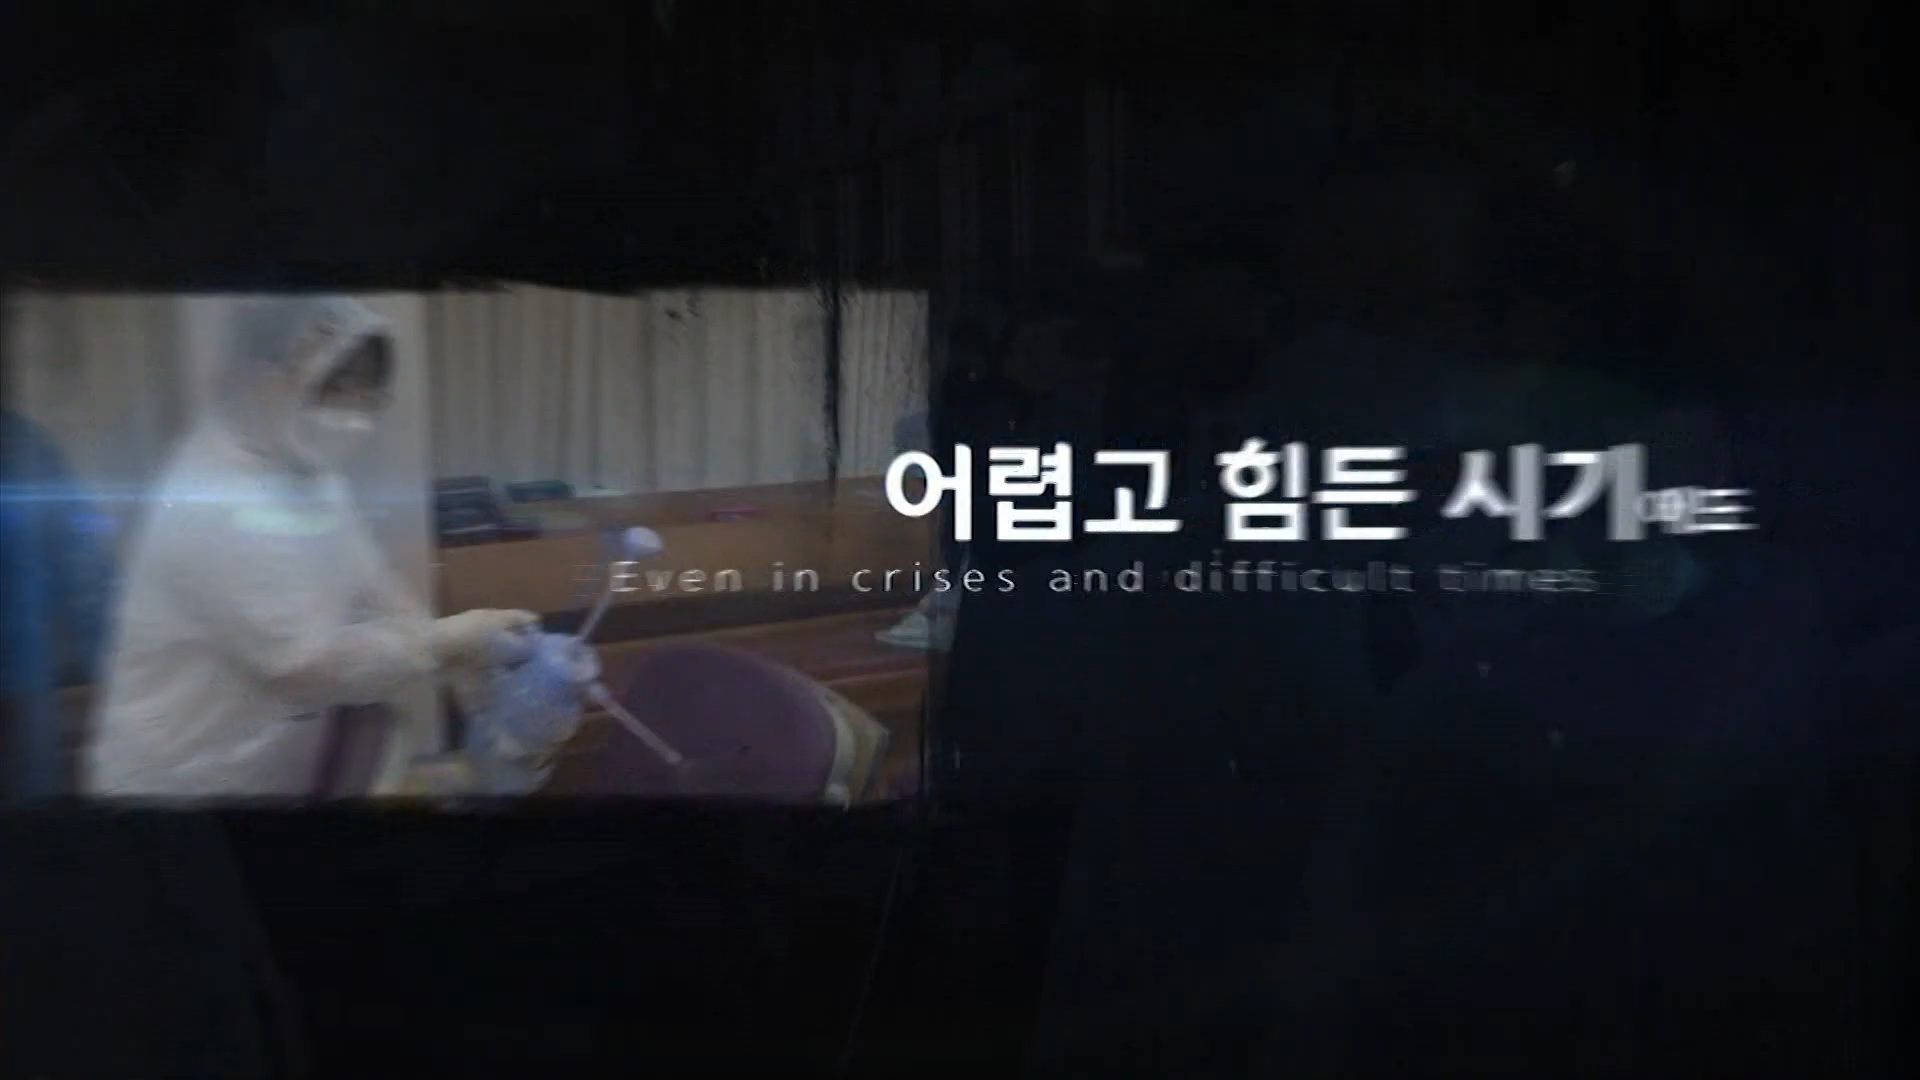 어렵고 힘든 시기
Even in crises and difficult times